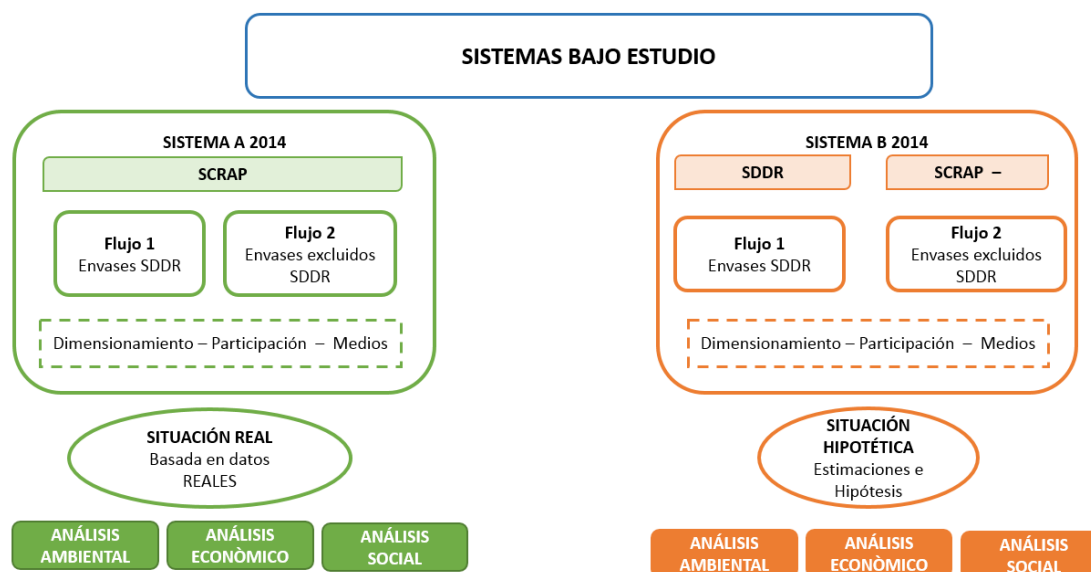 SISTEMAS BAJO ESTUDIO
SISTEMA A 2014
SCRAP
Flujo 1
Envases SDDR
Flujo 2
Envases excluidos
SDDR
Dimensionamiento – Participación – Medios
SITUACIÓN REAL
Basada en datos
REALES
ANÁLISIS
AMBIENTAL
ANÁLISIS
ECONÒMICO
ANÁLISIS
SOCIAL
SISTEMA B 2014
SDDR
SCRAP –
Flujo 1
Envases SDDR
Flujo 2
Envases excluidos
SDDR
Dimensionamiento – Participación – Medios
SITUACIÓN
HIPOTÉTICA
Estimaciones e
Hipótesis
ANÁLISIS
AMBIENTAL
ANÁLISIS
ECONÒMICO
ANÁLISIS
SOCIAL